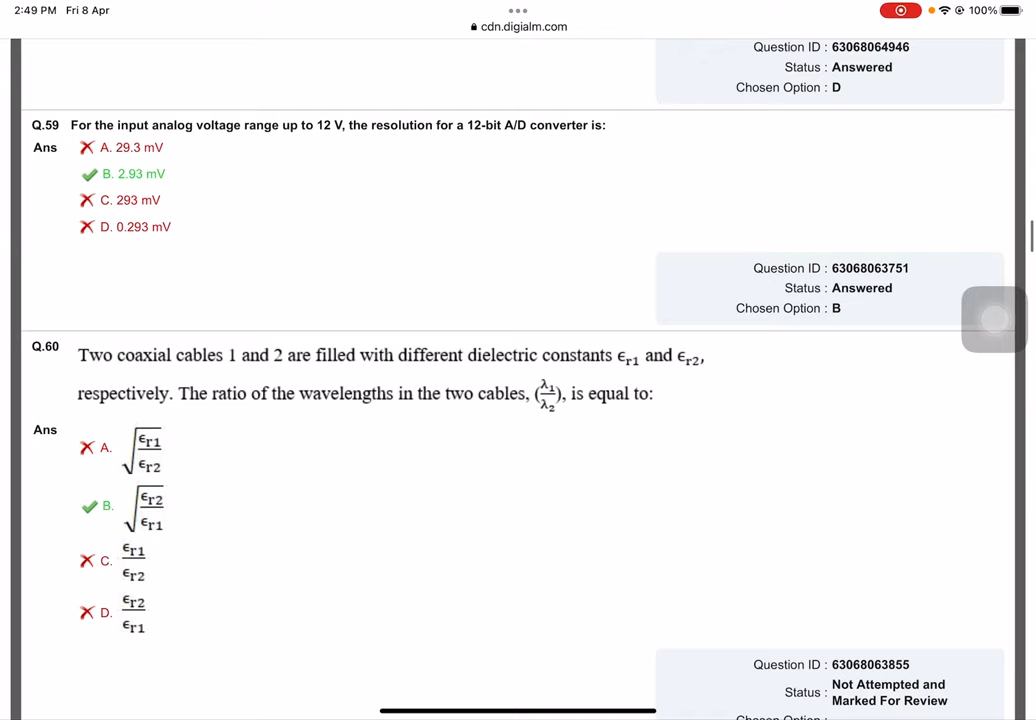 2:49 PM Fri 8 Apr
100%
cdn.digialm.com
Question ID : 63068064946
Status : Answered
Chosen Option : D
Q.59 For the input analog voltage range up to 12 V, the resolution for a 12-bit A/D converter is:
Ans A. 29.3 mV
B. 2.93 mV
C. 293 mV
D. 0.293 mV
Question ID : 63068063751
Status : Answered
Chosen Option : B
Q.60 Two coaxial cables 1 and 2 are filled with different dielectric constants ϵr1 and ϵr2,
respectively. The ratio of the wavelengths in the two cables, (λ1/λ2), is equal to:
Ans
A. √(ϵr1/ϵr2)
B. √(ϵr2/ϵr1)
C. ϵr1/ϵr2
D. ϵr2/ϵr1
Question ID : 63068063855
Status : Not Attempted and
Marked For Review